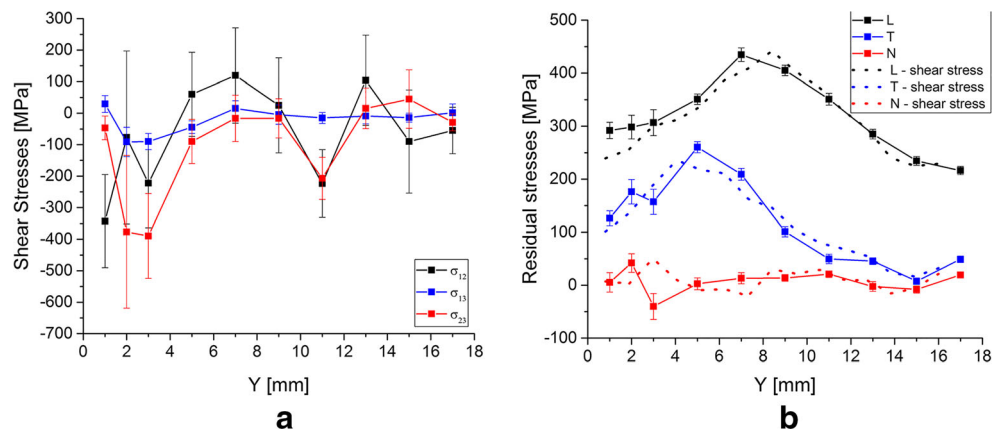 300
200
100
0
-100
-200
-300
-400
-500
-600
-700
Shear Stresses [MPa]
σ12
σ13
σ23
0 2 4 6 8 10 12 14 16 18
Y [mm]
a
500
400
300
200
100
0
-100
Residual stresses [MPa]
L
T
N
L - shear stress
T - shear stress
N - shear stress
0 2 4 6 8 10 12 14 16 18
Y [mm]
b